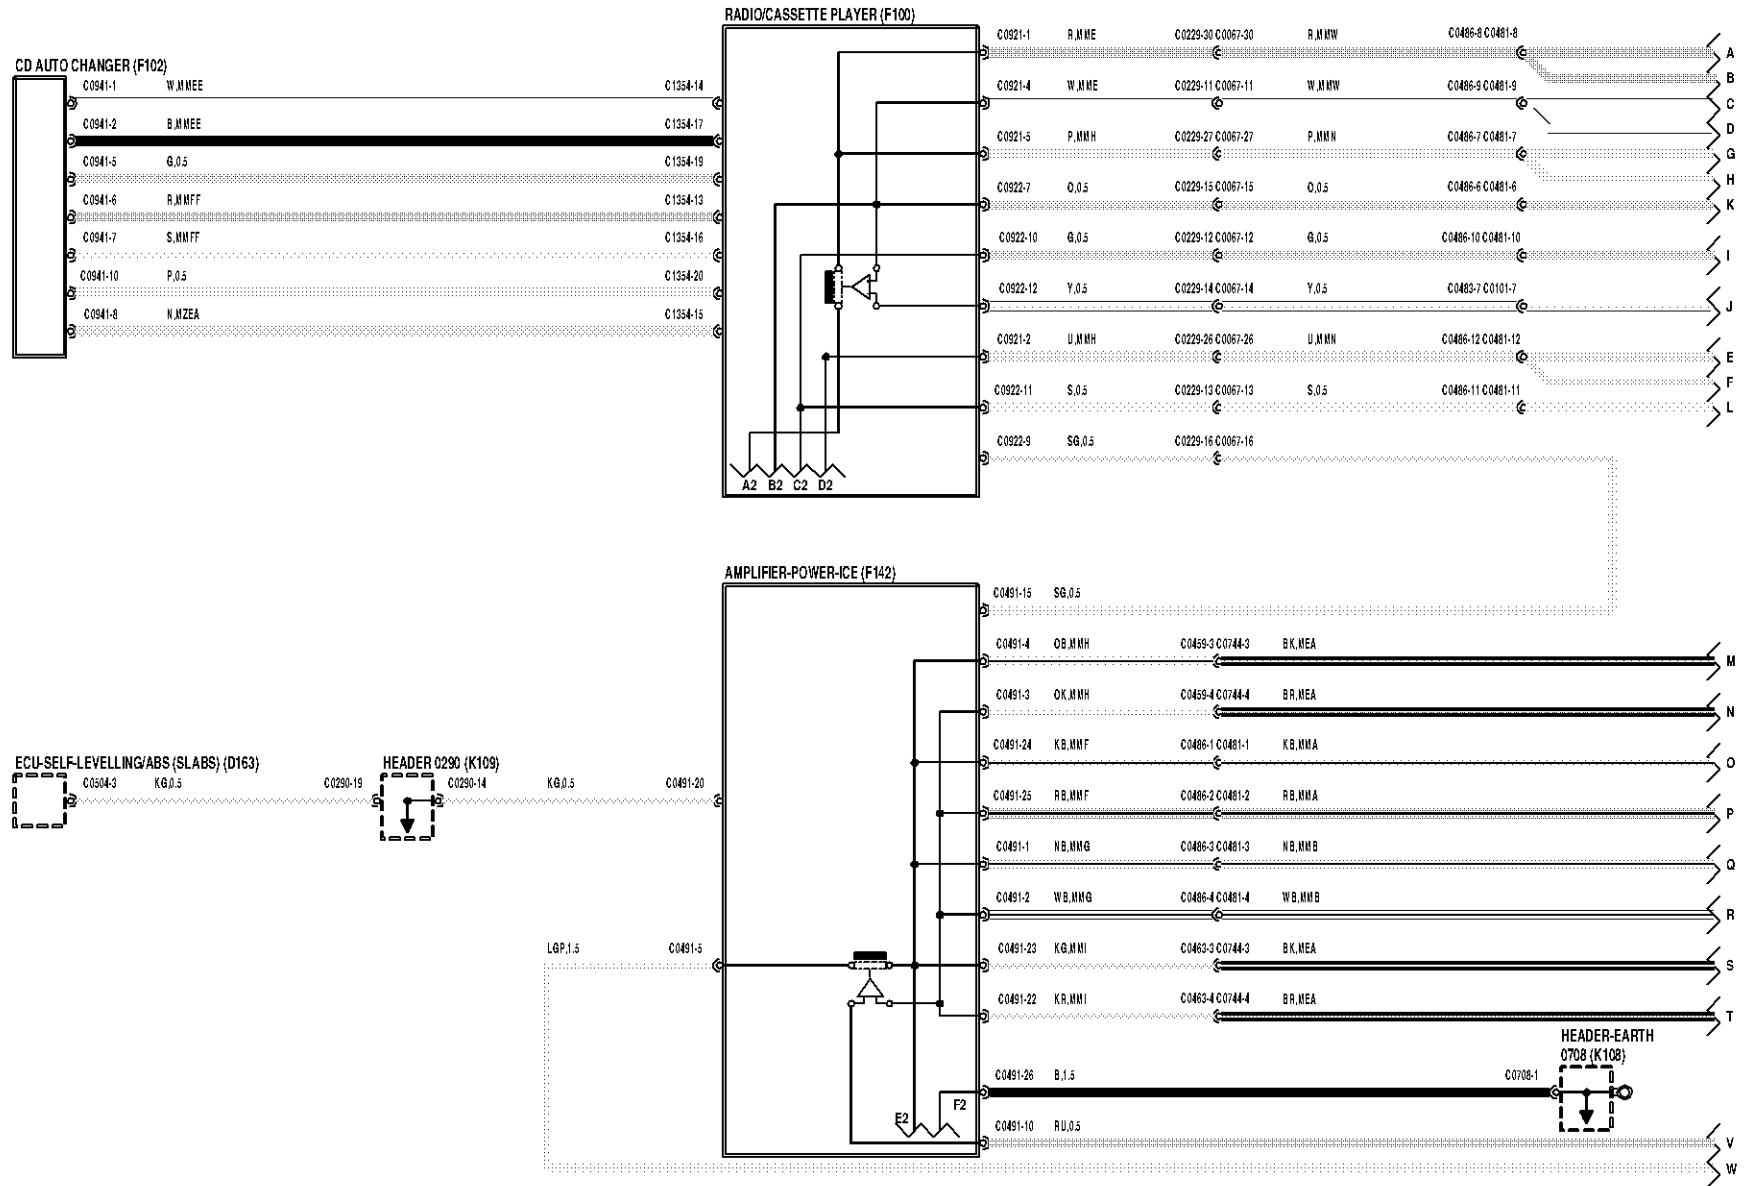 RADIO/CASSETTE PLAYER (F100)
CD AUTO CHANGER (F102)
C0941-1 W,MMEE C1354-14
C0941-2 B,MMEE C1354-17
C0941-5 G,0.5 C1354-19
C0941-6 R,MMFF C1354-13
C0941-7 S,MMFF C1354-16
C0941-10 P,0.5 C1354-20
C0941-8 N,MZEA C1354-15
C0921-1 R,MME C0229-30 C0067-30 R,MMW C0486-8 C0481-8 A
B
C0921-4 W,MME C0229-11 C0067-11 W,MMW C0486-9 C0481-9 C
D
C0921-5 P,MMH C0229-27 C0067-27 P,MMN C0486-7 C0481-7 G
H
C0922-7 O,0.5 C0229-15 C0067-15 O,0.5 C0486-6 C0481-6 K
C0922-10 G,0.5 C0229-12 C0067-12 G,0.5 C0486-10 C0481-10 I
C0922-12 Y,0.5 C0229-14 C0067-14 Y,0.5 C0483-7 C0101-7 J
C0921-2 U,MMH C0229-26 C0067-26 U,MMN C0486-12 C0481-12 E
F
C0922-11 S,0.5 C0229-13 C0067-13 S,0.5 C0486-11 C0481-11 L
C0922-9 SG,0.5 C0229-16 C0067-16
A2 B2 C2 D2
AMPLIFIER-POWER-ICE (F142)
C0491-15 SG,0.5
C0491-4 OB,MMH C0459-3 C0744-3 BK,MEA M
C0491-3 OK,MMH C0459-4 C0744-4 BR,MEA N
C0491-24 KB,MMF C0486-1 C0481-1 KB,MMA O
C0491-25 RB,MMF C0486-2 C0481-2 RB,MMA P
C0491-1 NB,MMG C0486-3 C0481-3 NB,MMB Q
C0491-2 WB,MMG C0486-4 C0481-4 WB,MMB R
C0491-23 KG,MMI C0463-3 C0744-3 BK,MEA S
C0491-22 KR,MMI C0463-4 C0744-4 BR,MEA T
ECU-SELF-LEVELLING/ABS (SLABS) (D163)
C0504-3 KG,0.5 C0290-19
HEADER 0290 (K109)
C0290-14 KG,0.5 C0491-20
LGP,1.5 C0491-5
HEADER-EARTH
0708 (K108)
C0491-26 B,1.5 C0708-1
E2 F2
C0491-10 RU,0.5 V
W